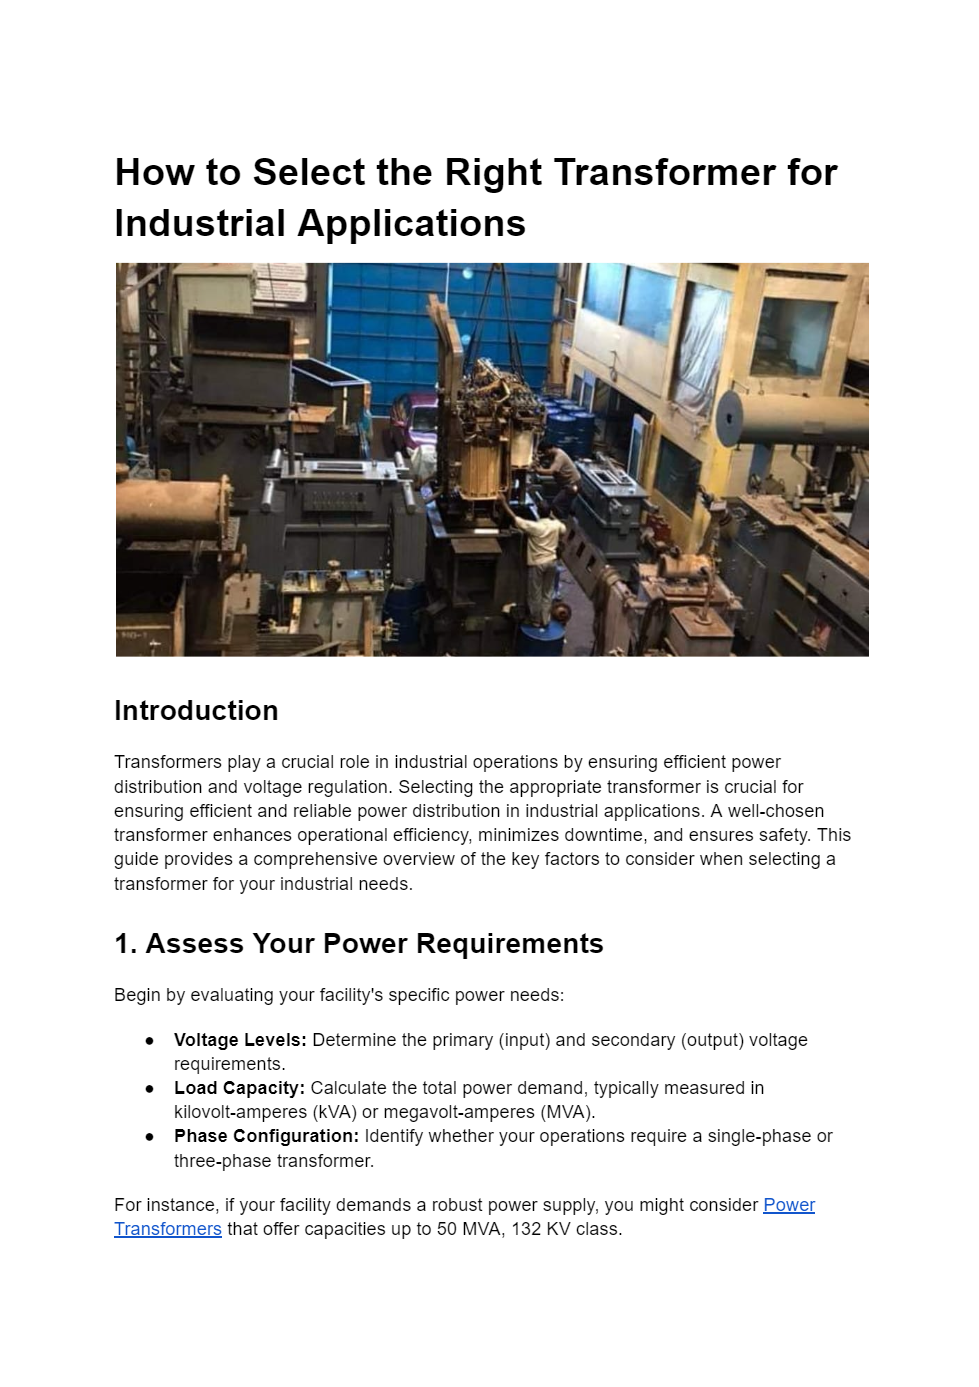 How to Select the Right Transformer for
Industrial Applications
Introduction
Transformers play a crucial role in industrial operations by ensuring efficient power
distribution and voltage regulation. Selecting the appropriate transformer is crucial for
ensuring efficient and reliable power distribution in industrial applications. A well-chosen
transformer enhances operational efficiency, minimizes downtime, and ensures safety. This
guide provides a comprehensive overview of the key factors to consider when selecting a
transformer for your industrial needs.
1. Assess Your Power Requirements
Begin by evaluating your facility's specific power needs:
● Voltage Levels: Determine the primary (input) and secondary (output) voltage
requirements.
● Load Capacity: Calculate the total power demand, typically measured in
kilovolt-amperes (kVA) or megavolt-amperes (MVA).
● Phase Configuration: Identify whether your operations require a single-phase or
three-phase transformer.
For instance, if your facility demands a robust power supply, you might consider Power
Transformers that offer capacities up to 50 MVA, 132 KV class.